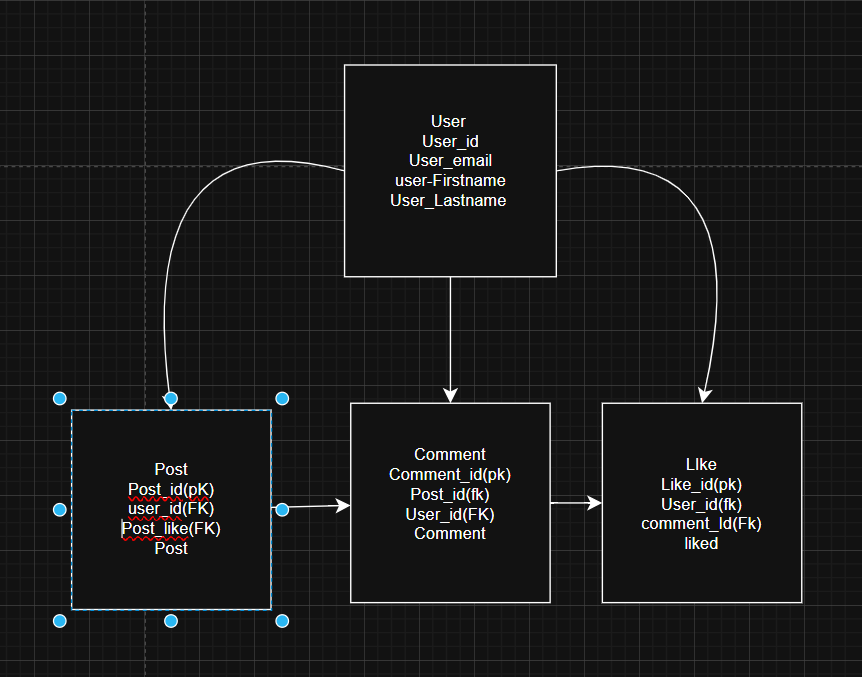 User
User_id
User_email
user-Firstname
User_Lastname
Post
Post_id(pK)
user_id(FK)
Post_like(FK)
Post
Comment
Comment_id(pk)
Post_id(fk)
User_id(FK)
Comment
LIke
Like_id(pk)
User_id(fk)
comment_Id(Fk)
liked